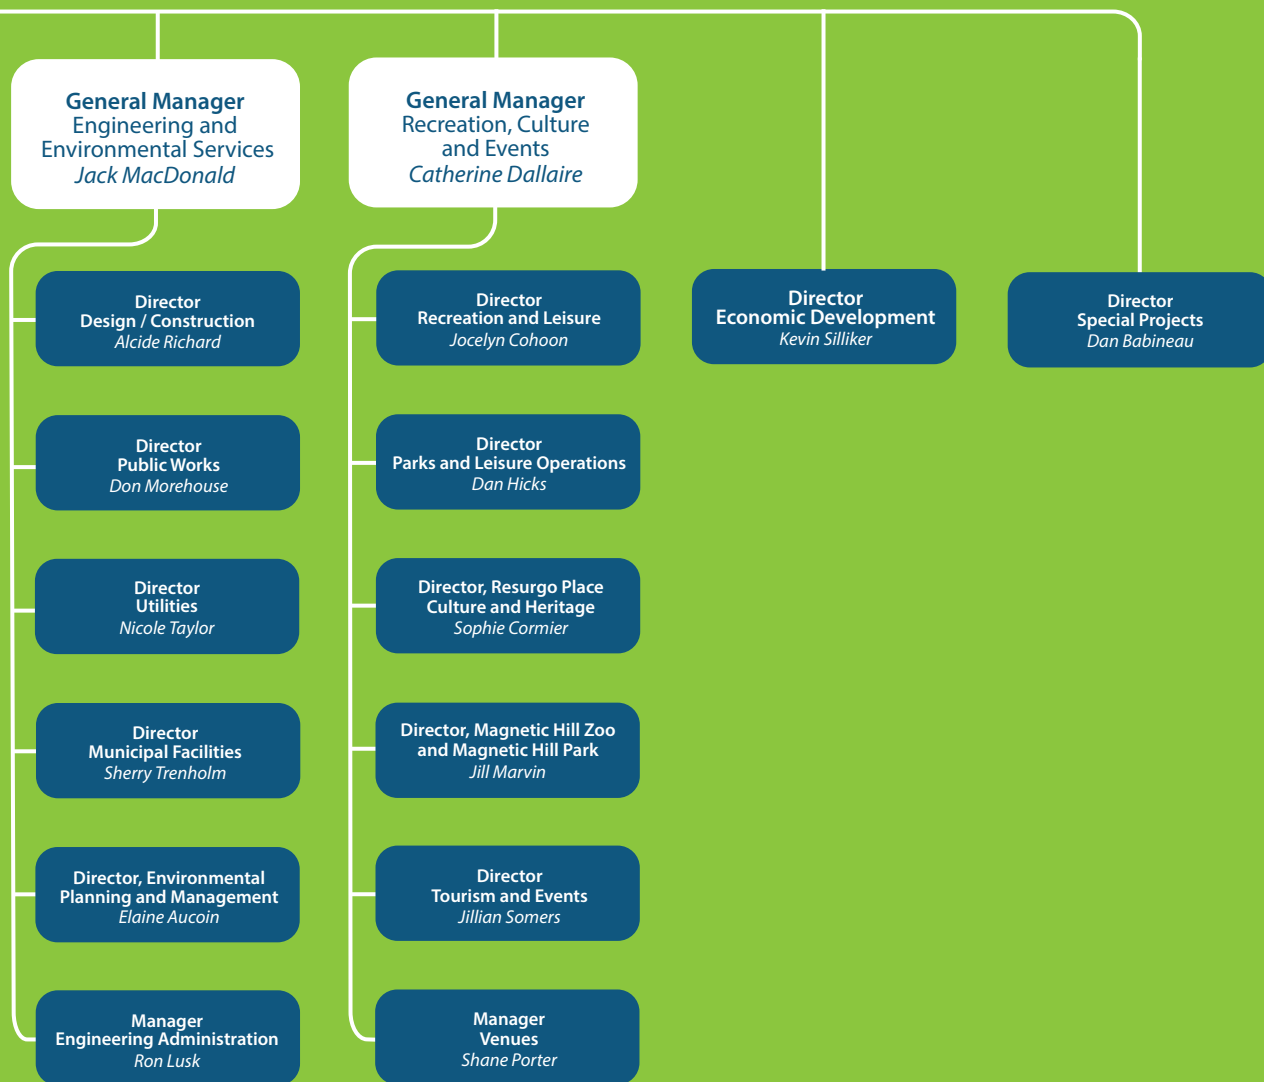 General Manager
Engineering and
Environmental Services
Jack MacDonald
General Manager
Recreation, Culture
and Events
Catherine Dallaire
Director
Design / Construction
Alcide Richard
Director
Recreation and Leisure
Jocelyn Cohoon
Director
Economic Development
Kevin Silliker
Director
Special Projects
Dan Babineau
Director
Public Works
Don Morehouse
Director
Parks and Leisure Operations
Dan Hicks
Director
Utilities
Nicole Taylor
Director, Resurgo Place
Culture and Heritage
Sophie Cormier
Director
Municipal Facilities
Sherry Trenholm
Director, Magnetic Hill Zoo
and Magnetic Hill Park
Jill Marvin
Director, Environmental
Planning and Management
Elaine Aucoin
Director
Tourism and Events
Jillian Somers
Manager
Engineering Administration
Ron Lusk
Manager
Venues
Shane Porter